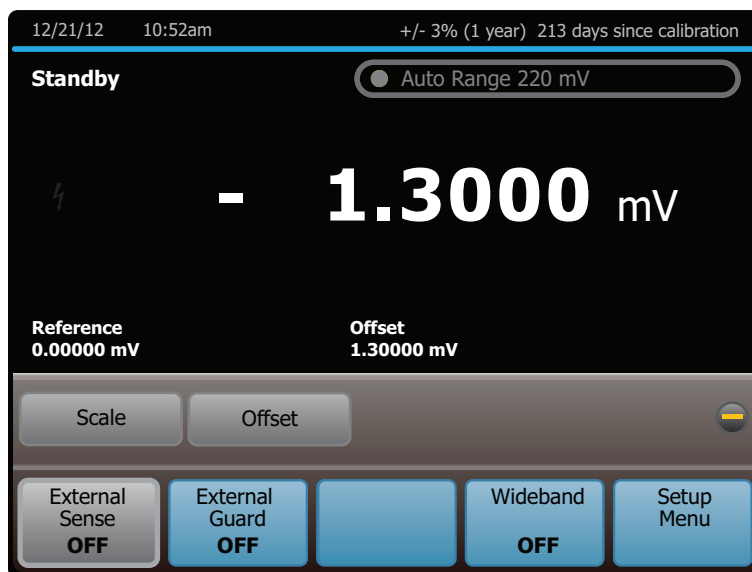 12/21/12 10:52am +/- 3% (1 year) 213 days since calibration
Standby Auto Range 220 mV
- 1.3000 mV
Reference Offset
0.00000 mV 1.30000 mV
Scale Offset
External External Wideband Setup
Sense Guard Menu
OFF OFF OFF